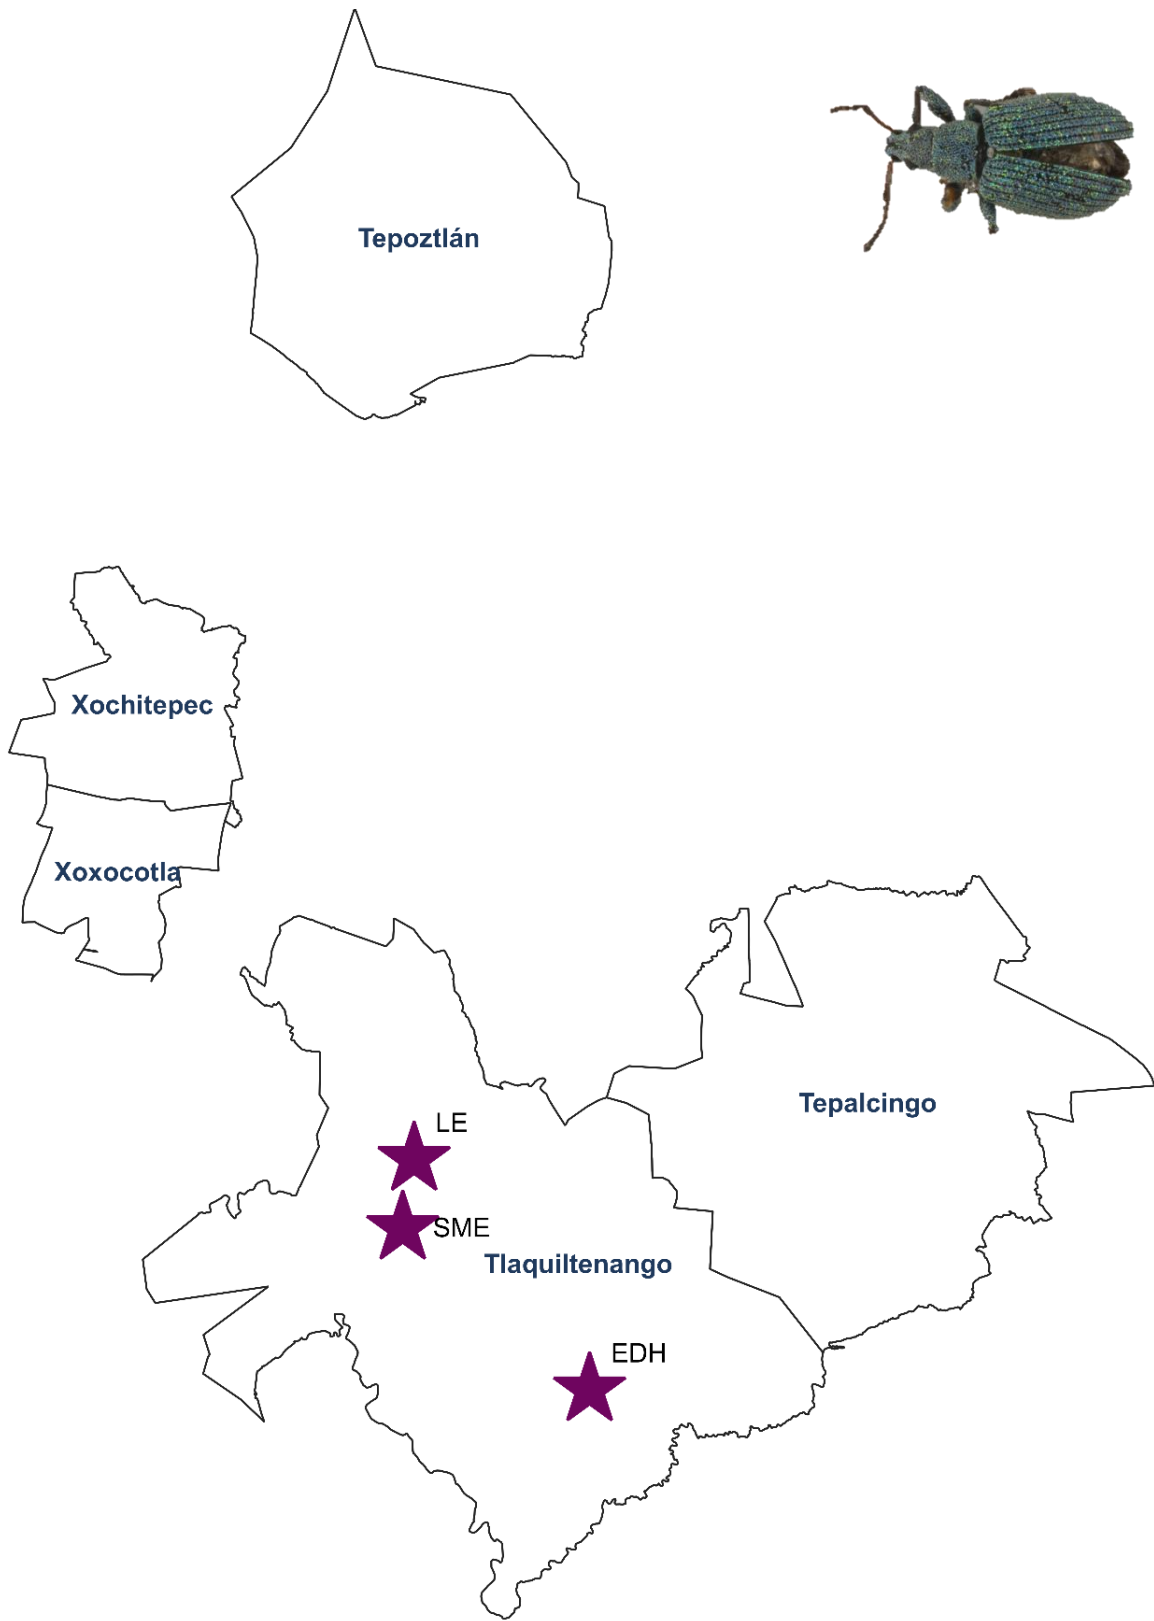 Tepoztlán
Xochitepec
Xoxocotla
Tepalcingo
LE
SME
Tlaquiltenango
EDH